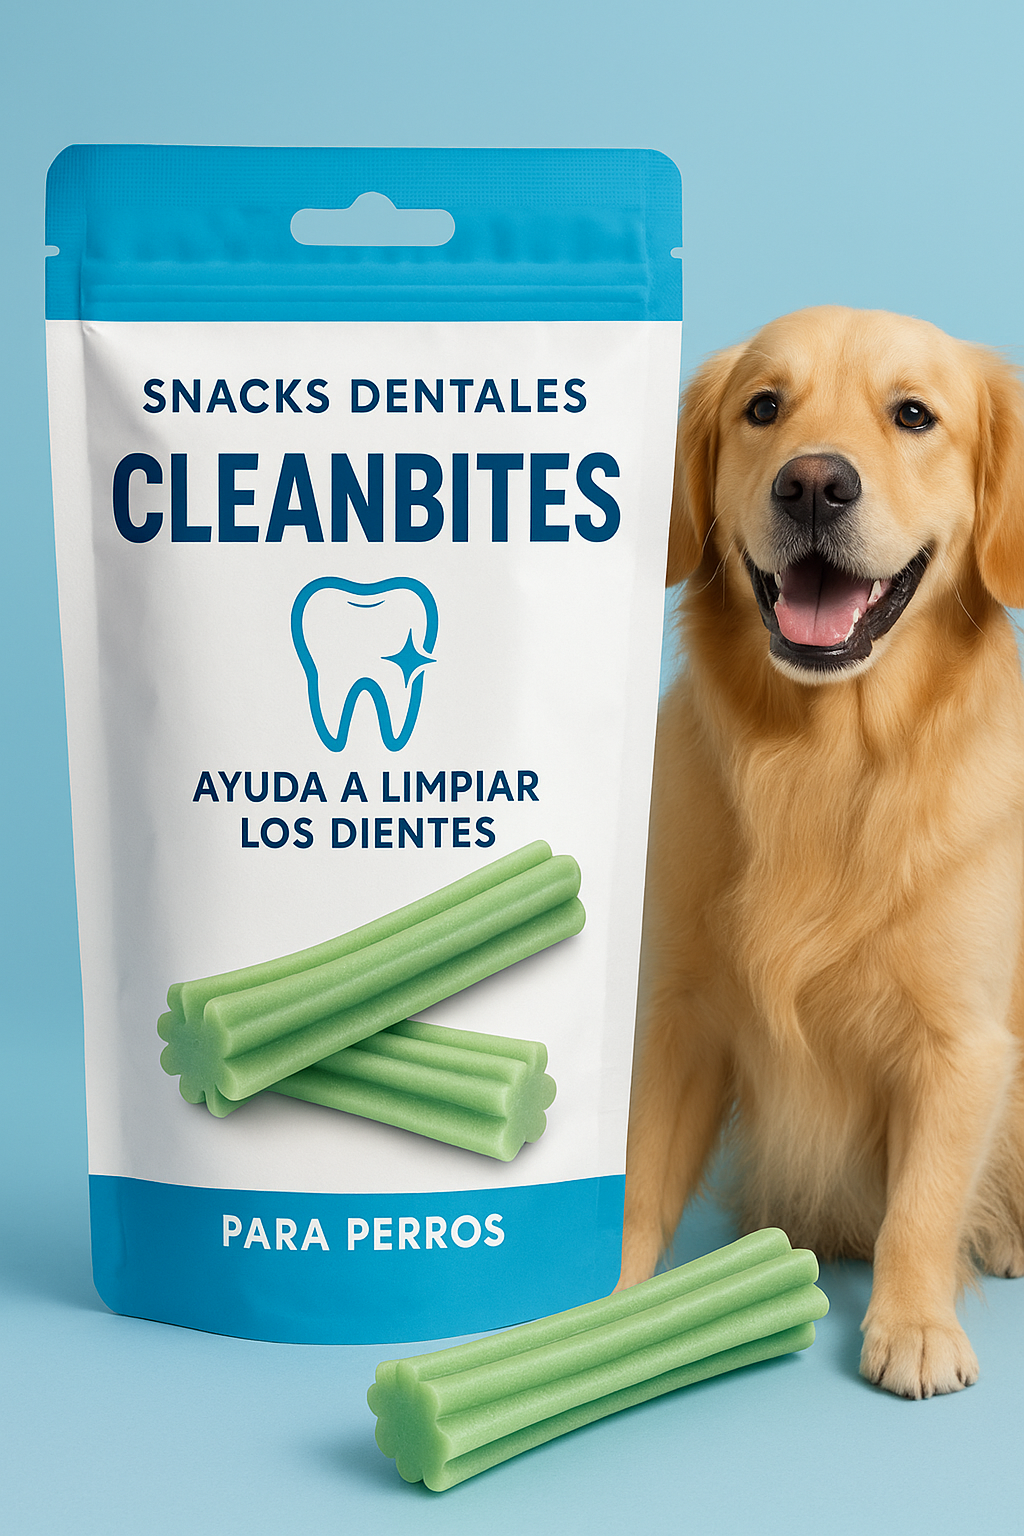 SNACKS DENTALES
CLEANBITES
AYUDA A LIMPIAR
LOS DIENTES
PARA PERROS